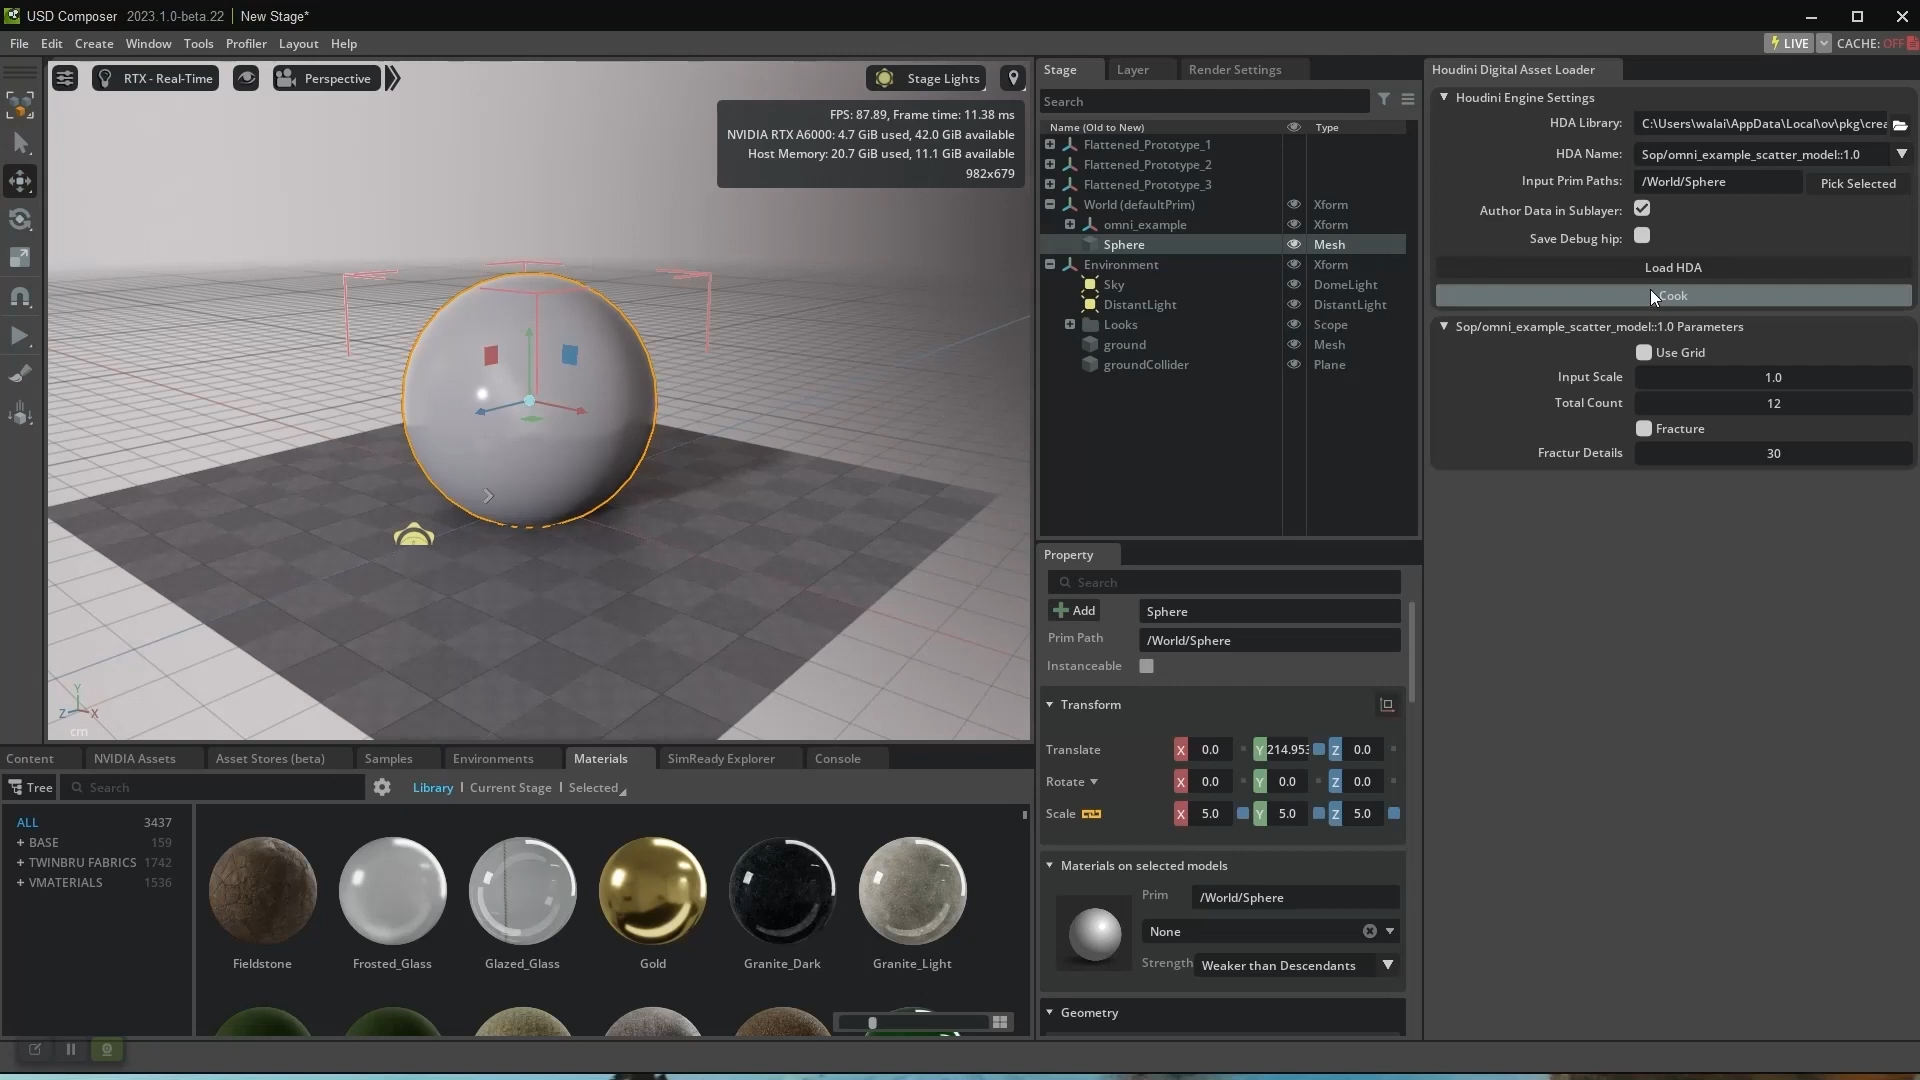 USD Composer 2023.1.0-beta.22 | New Stage*
File Edit Create Window Tools Profiler Layout Help
LIVE CACHE: OFF
RTX - Real-Time Perspective Stage Lights
FPS: 87.89, Frame time: 11.38 ms
NVIDIA RTX A6000: 4.7 GiB used, 42.0 GiB available
Host Memory: 20.7 GiB used, 11.1 GiB available
982x679
Y
Z X
cm
Stage Layer Render Settings
Search
Name (Old to New) Type
Flattened_Prototype_1
Flattened_Prototype_2
Flattened_Prototype_3
World (defaultPrim) Xform
omni_example Xform
Sphere Mesh
Environment Xform
Sky DomeLight
DistantLight DistantLight
Looks Scope
ground Mesh
groundCollider Plane
Property
Search
Add Sphere
Prim Path /World/Sphere
Instanceable
Transform
Translate X 0.0 Y 214.953 Z 0.0
Rotate X 0.0 Y 0.0 Z 0.0
Scale X 5.0 Y 5.0 Z 5.0
Materials on selected models
Prim /World/Sphere
None
Strength Weaker than Descendants
Geometry
Houdini Digital Asset Loader
Houdini Engine Settings
HDA Library: C:\Users\walai\AppData\Local\ov\pkg\crea
HDA Name: Sop/omni_example_scatter_model::1.0
Input Prim Paths: /World/Sphere Pick Selected
Author Data in Sublayer:
Save Debug hip:
Load HDA
Cook
Sop/omni_example_scatter_model::1.0 Parameters
Use Grid
Input Scale 1.0
Total Count 12
Fracture
Fractur Details 30
Content NVIDIA Assets Asset Stores (beta) Samples Environments Materials SimReady Explorer Console
Tree Search Library | Current Stage | Selected
ALL 3437
+ BASE 159
+ TWINBRU FABRICS 1742
+ VMATERIALS 1536
Fieldstone Frosted_Glass Glazed_Glass Gold Granite_Dark Granite_Light